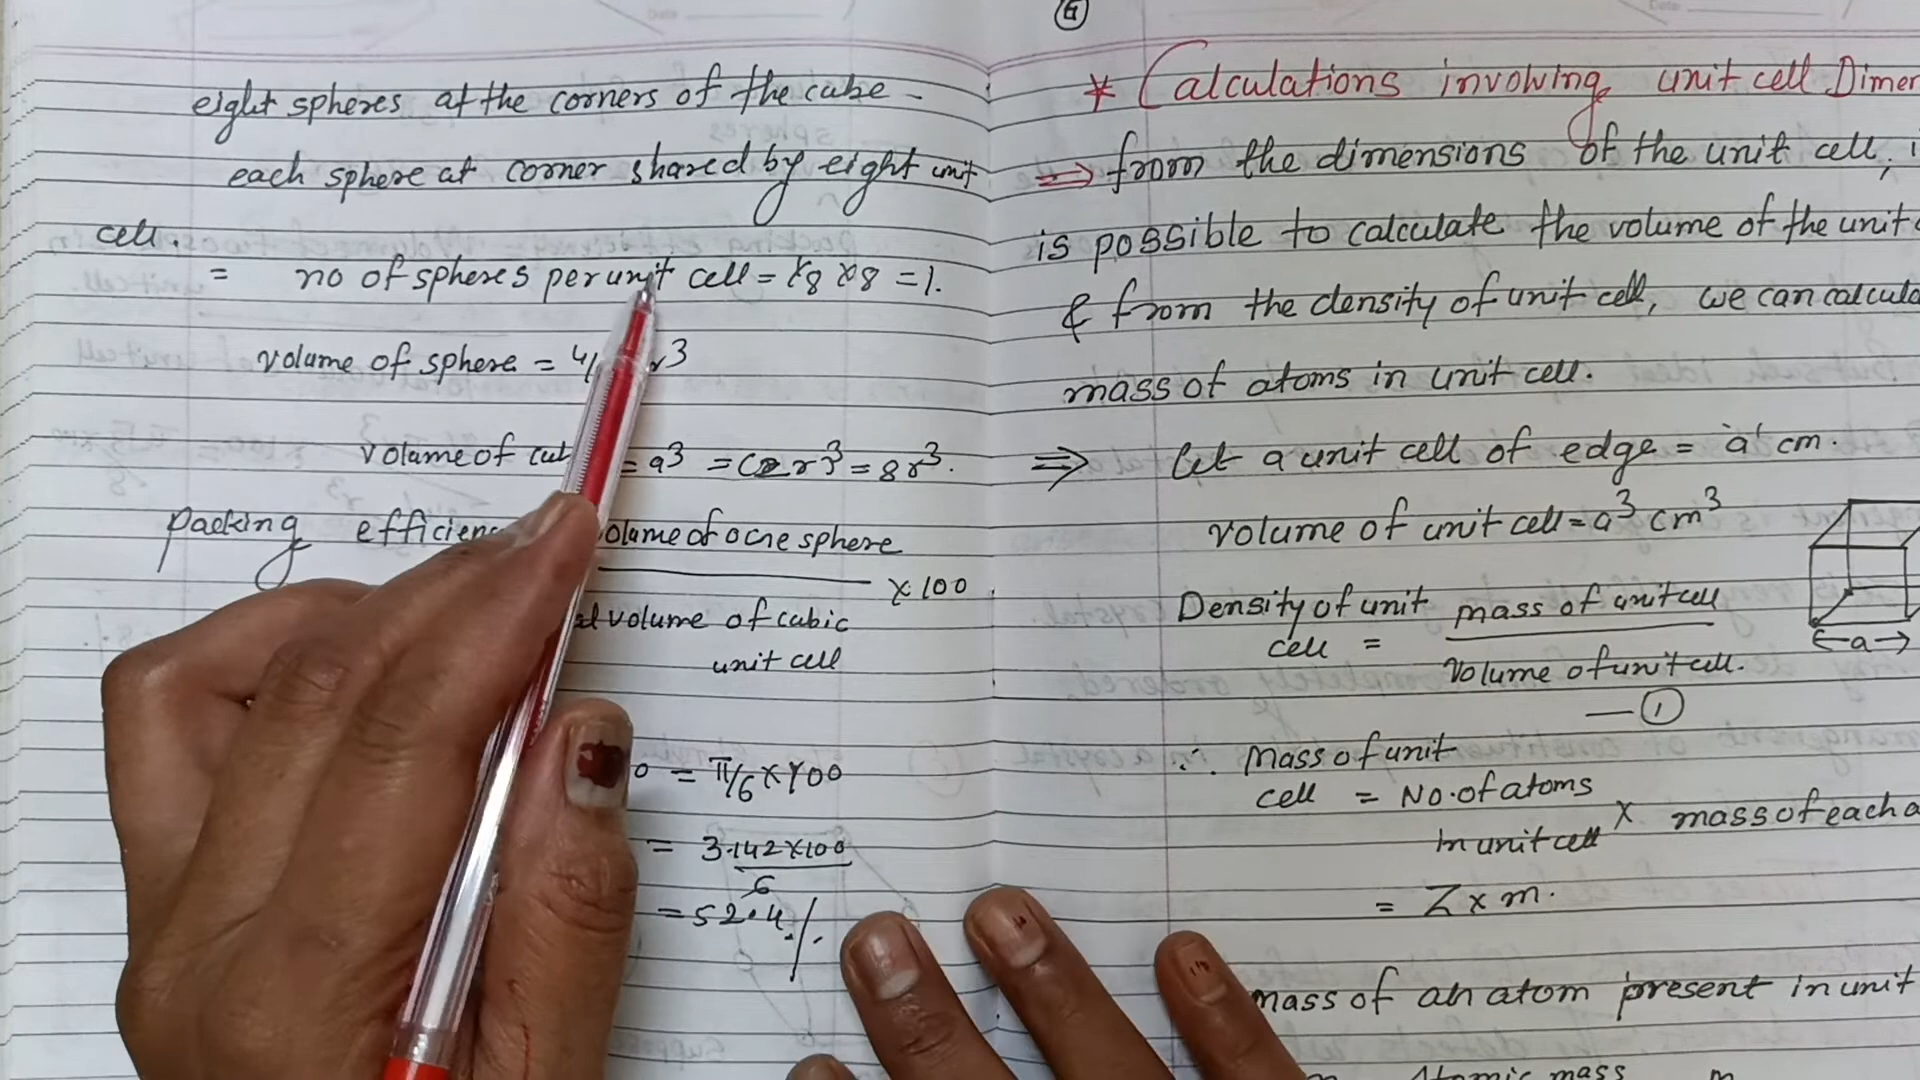 eight spheres at the corners of the cube -
each sphere at corner shared by eight unit
cell.
= no of spheres per unit cell = 1/8 x 8 = 1.
volume of sphere = 4/ r³
volume of = a³ = (2r)³ = 8r³.
packing
volume of one sphere
x 100
volume of cubic
unit cell
= π/6 x 100
= 3.142 x 100
6
= 52.4 %
* Calculations involving unit cell
⇒ from the dimensions of the unit cell,
is possible to calculate the volume of the unit
& from the density of unit cell, we can
mass of atoms in unit cell.
⇒ let a unit cell of edge = 'a' cm.
volume of unit cell = a³ cm³
Density of unit mass of unit cell
cell =
Volume of unit cell.
— ①
←a→
∴ Mass of unit
cell = No. of atoms
x mass of each
in unit cell
= Z x m.
mass of an atom present in unit
Atomic mass